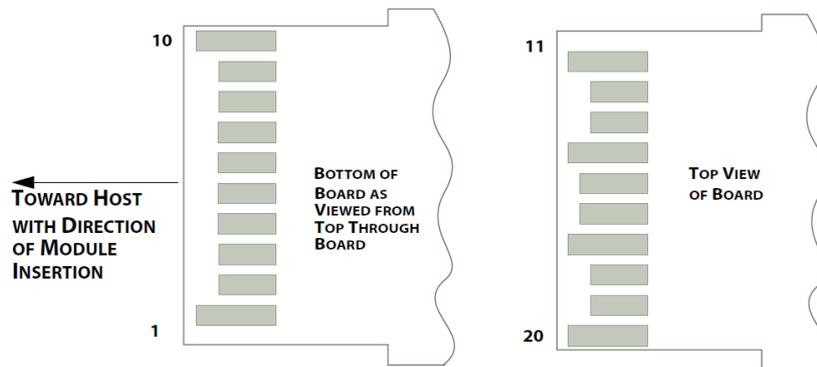 10
1
TOWARD HOST
WITH DIRECTION
OF MODULE
INSERTION
BOTTOM OF
BOARD AS
VIEWED FROM
TOP THROUGH
BOARD
11
20
TOP VIEW
OF BOARD